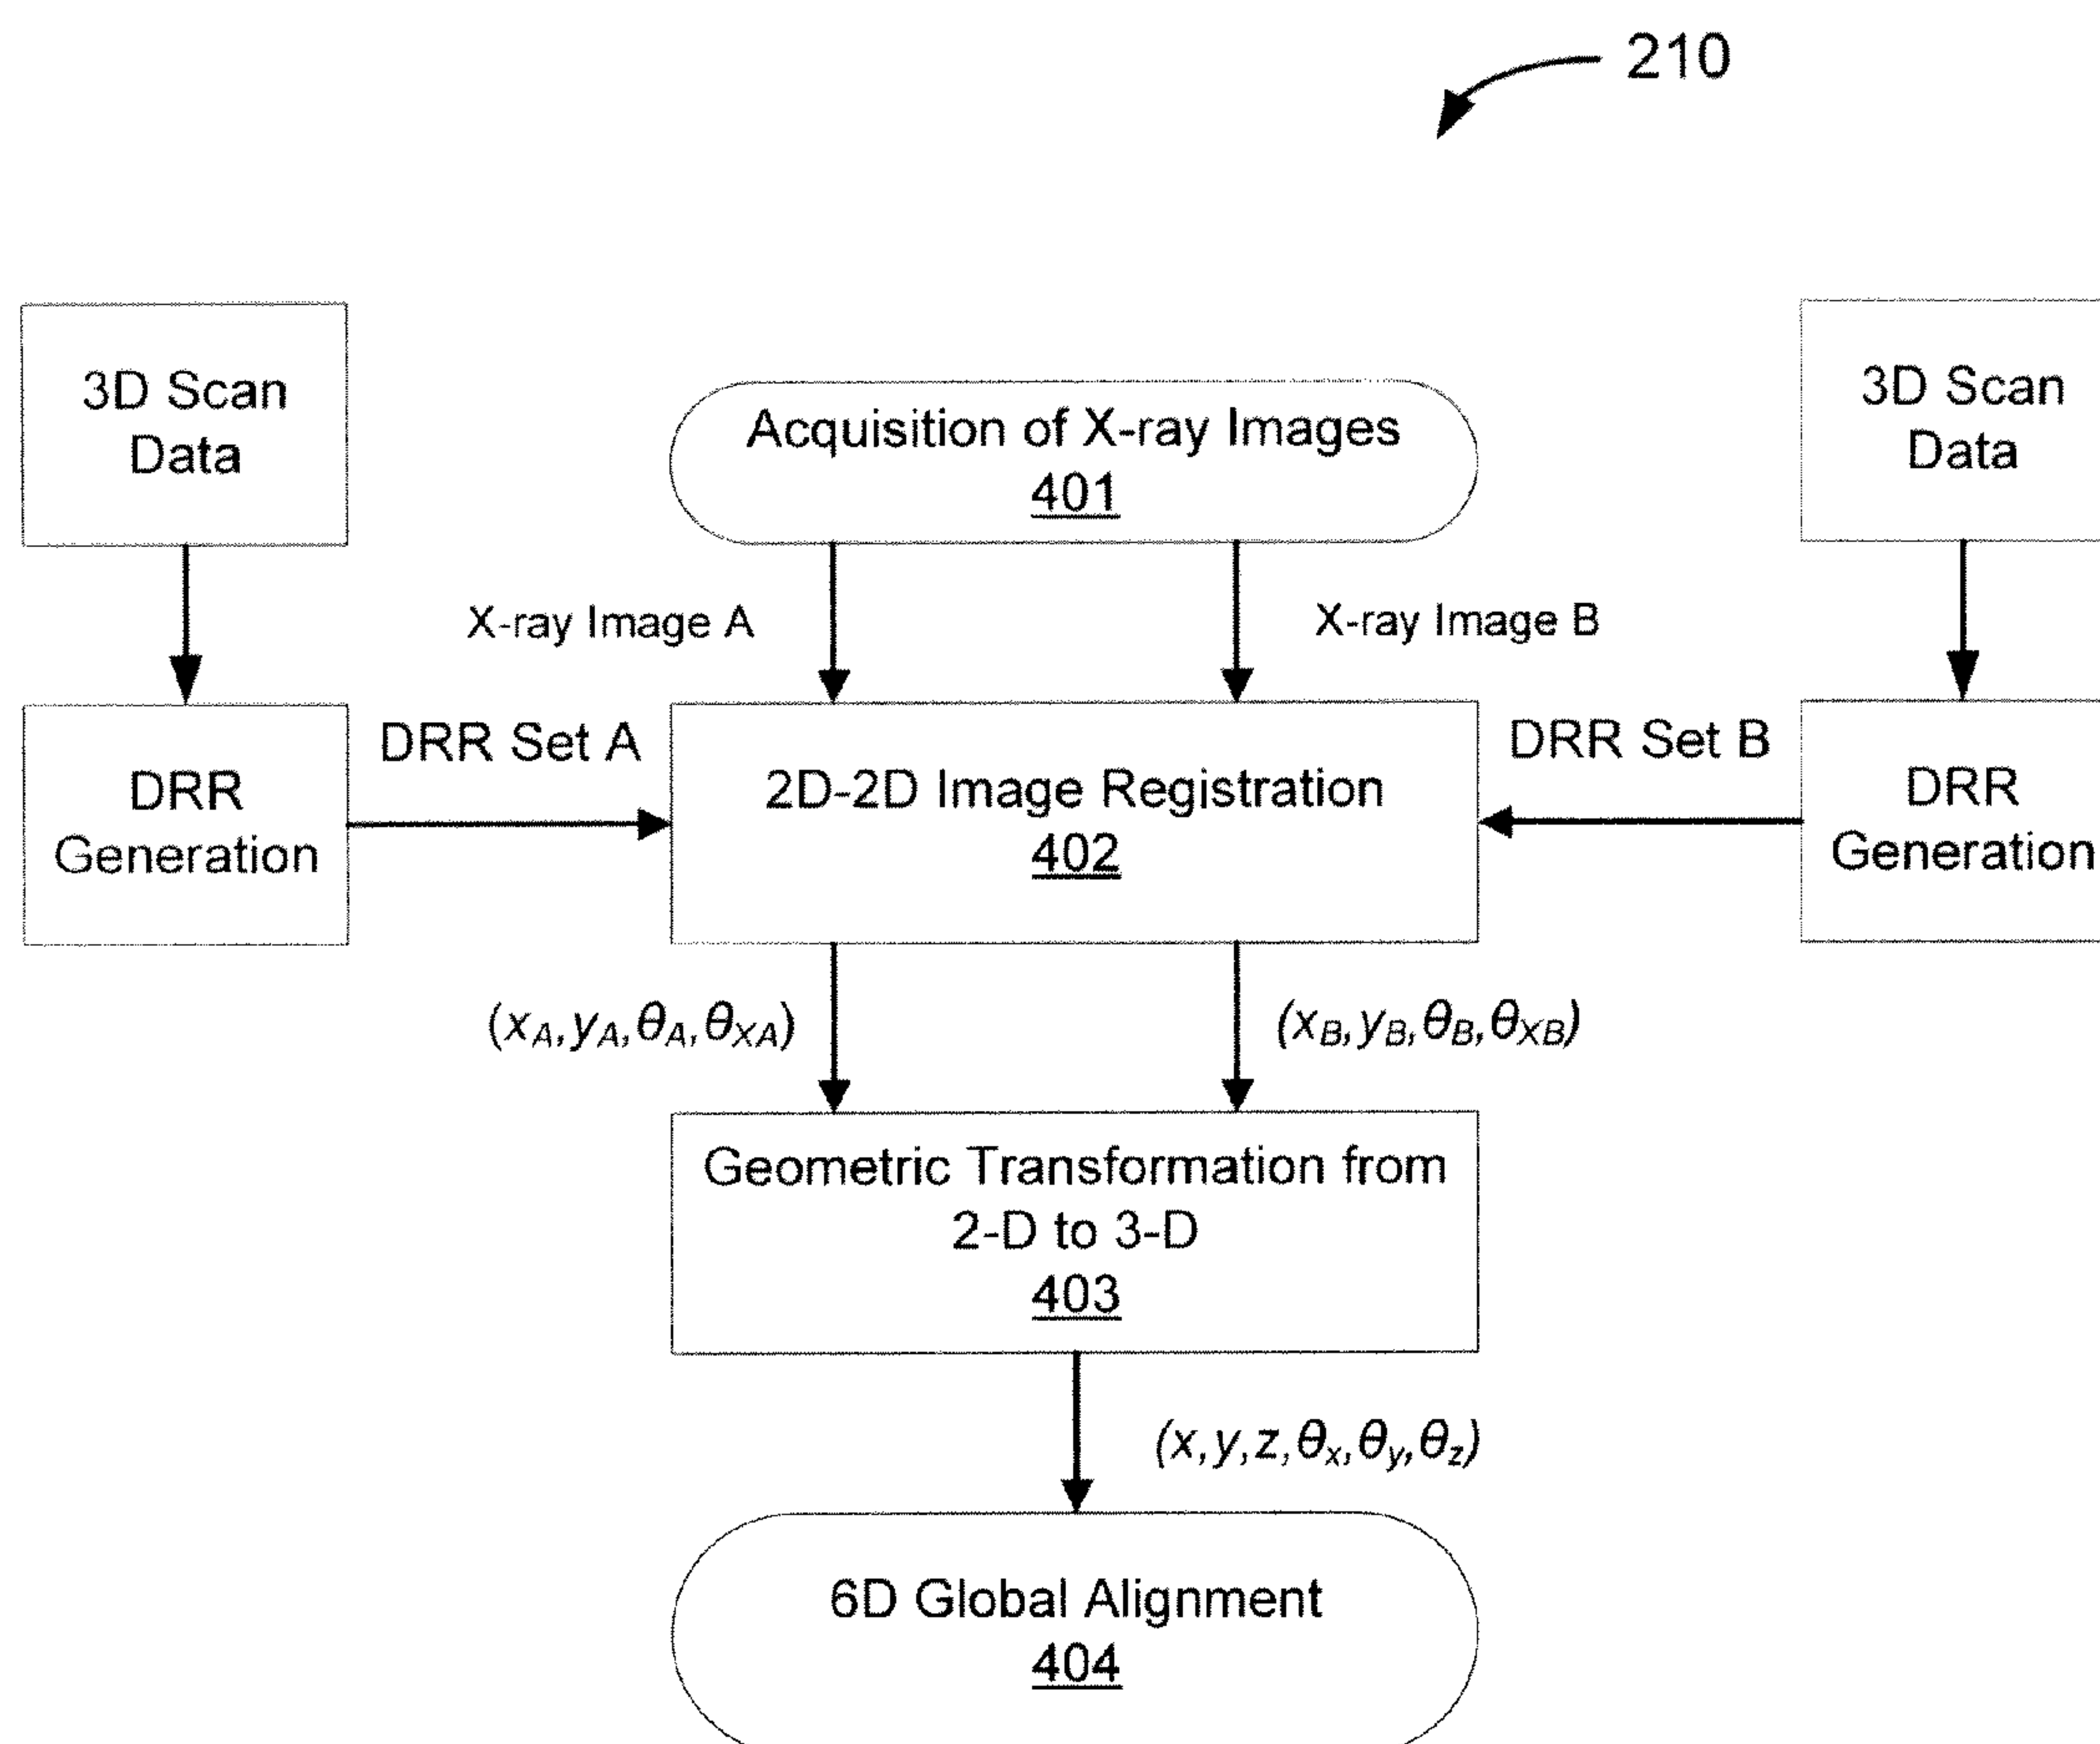 210
3D Scan
Data
Acquisition of X-ray Images
401
3D Scan
Data
X-ray Image A
X-ray Image B
DRR
Generation
DRR Set A
2D-2D Image Registration
402
DRR Set B
DRR
Generation
(xA,yA,θA,θXA)
(xB,yB,θB,θXB)
Geometric Transformation from
2-D to 3-D
403
(x,y,z,θx,θy,θz)
6D Global Alignment
404